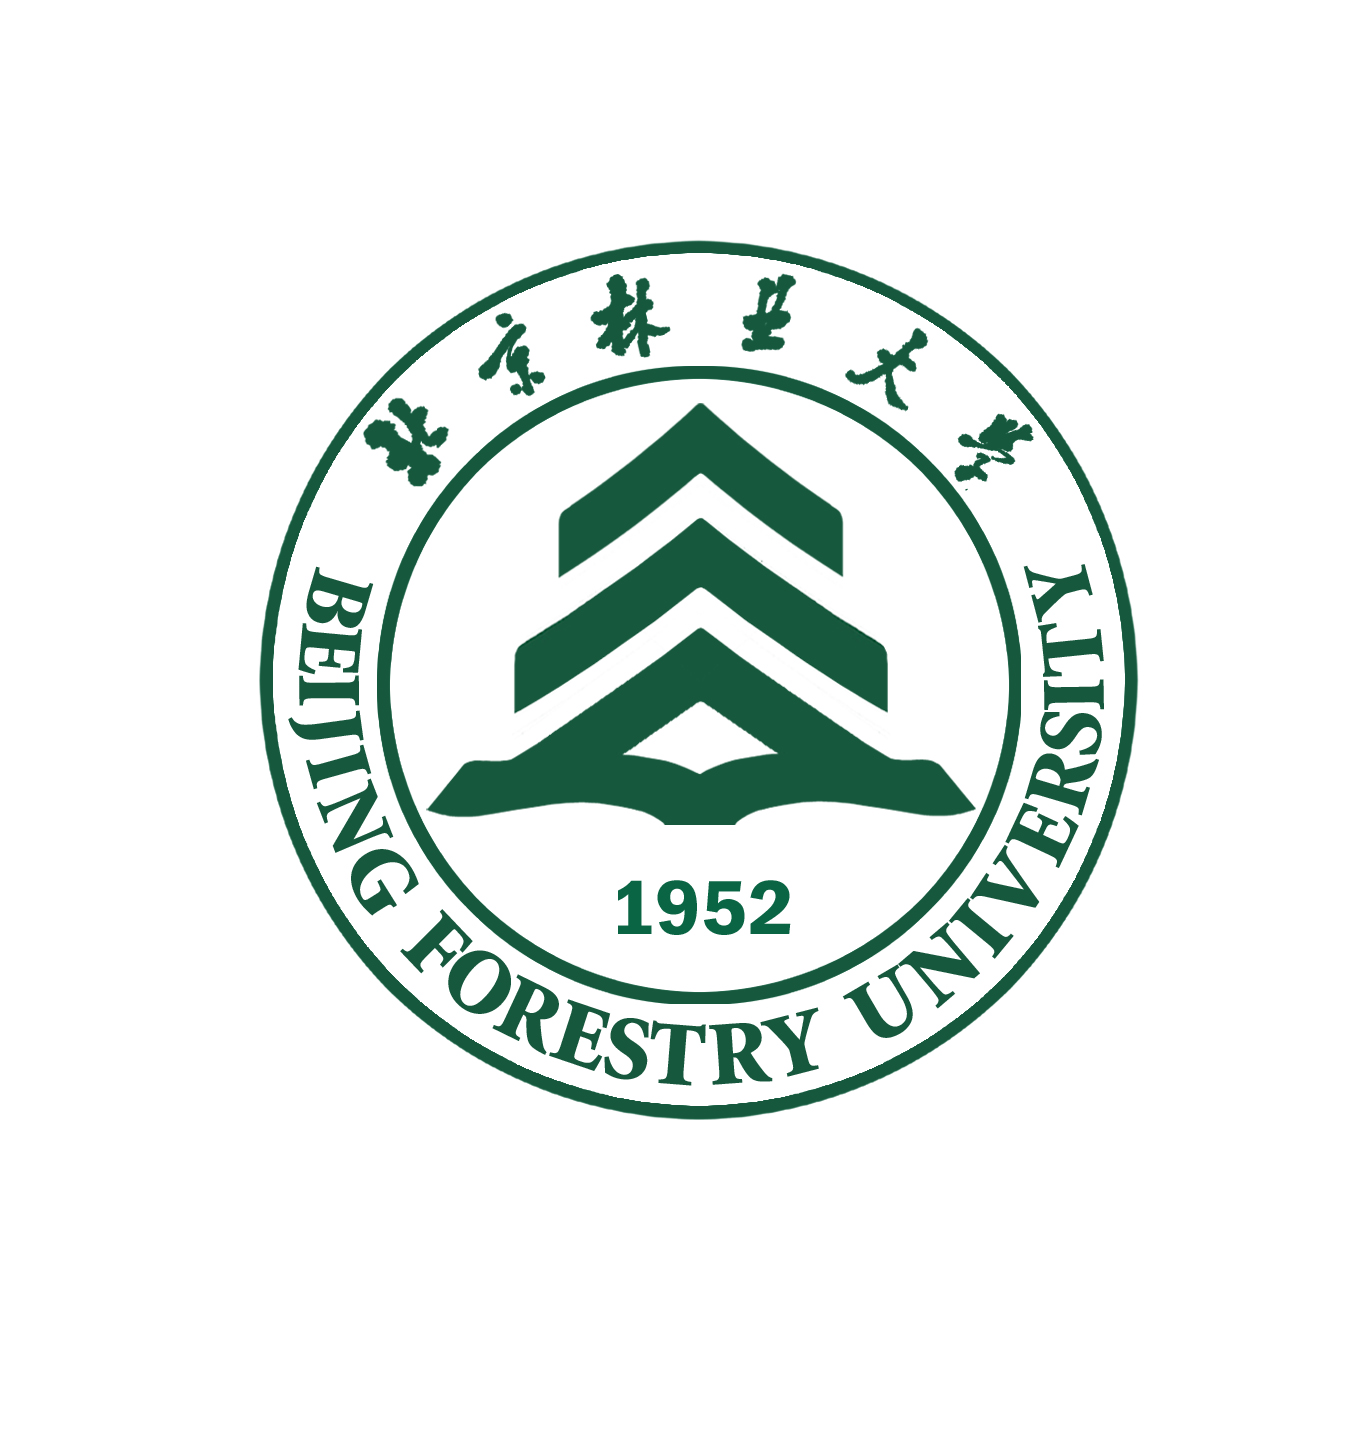 北京林业大学
1952
BEIJING FORESTRY UNIVERSITY